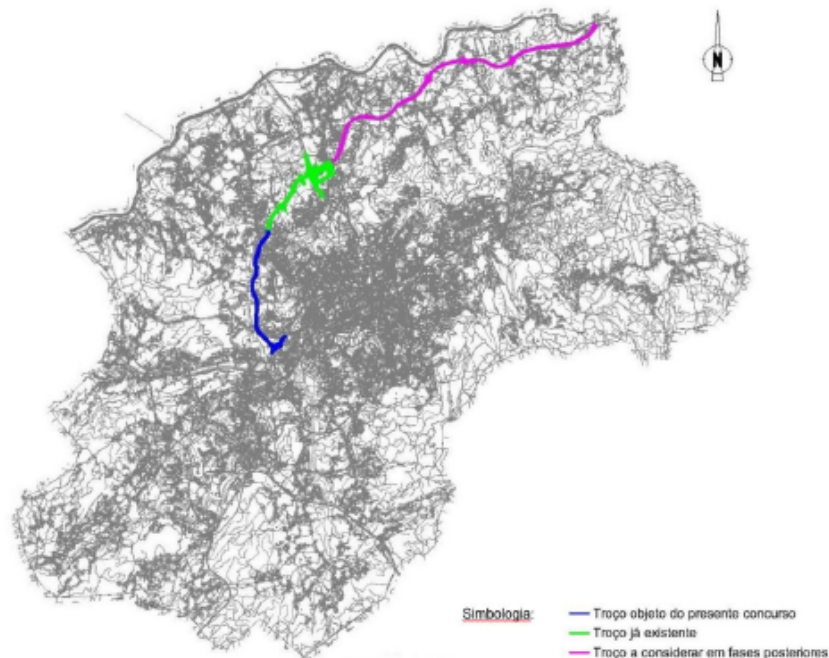 N
Simbologia:
Troço objeto do presente concurso
Troço já existente
Troço a considerar em fases posteriores